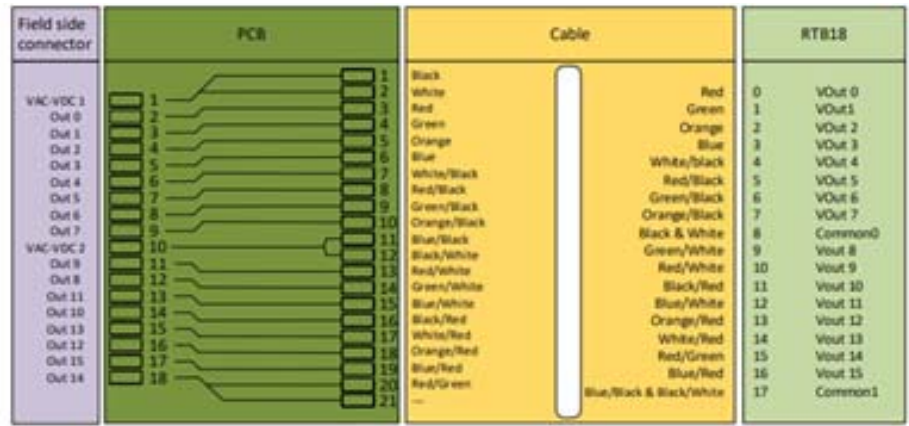 Field side connector PCB Cable RTB18
VAC-VDC 1
Out 0
Out 1
Out 2
Out 3
Out 4
Out 5
Out 6
Out 7
VAC-VDC 2
Out 9
Out 8
Out 11
Out 10
Out 13
Out 12
Out 15
Out 14
1
2
3
4
5
6
7
8
9
10
11
12
13
14
15
16
17
18
1
2
3
4
5
6
7
8
9
10
11
12
13
14
15
16
17
18
19
20
21
Black
White
Red
Green
Orange
Blue
White/Black
Red/Black
Green/Black
Orange/Black
Blue/Black
Black/White
Red/White
Green/White
Blue/White
Black/Red
White/Red
Orange/Red
Blue/Red
Red/Green
---
Red 0 VOut 0
Green 1 VOut1
Orange 2 VOut 2
Blue 3 VOut 3
White/black 4 VOut 4
Red/Black 5 VOut 5
Green/Black 6 VOut 6
Orange/Black 7 VOut 7
Black & White 8 Common0
Green/White 9 Vout 8
Red/White 10 Vout 9
Black/Red 11 Vout 10
Blue/White 12 Vout 11
Orange/Red 13 Vout 12
White/Red 14 Vout 13
Red/Green 15 Vout 14
Blue/Red 16 Vout 15
Blue/Black & Black/White 17 Common1